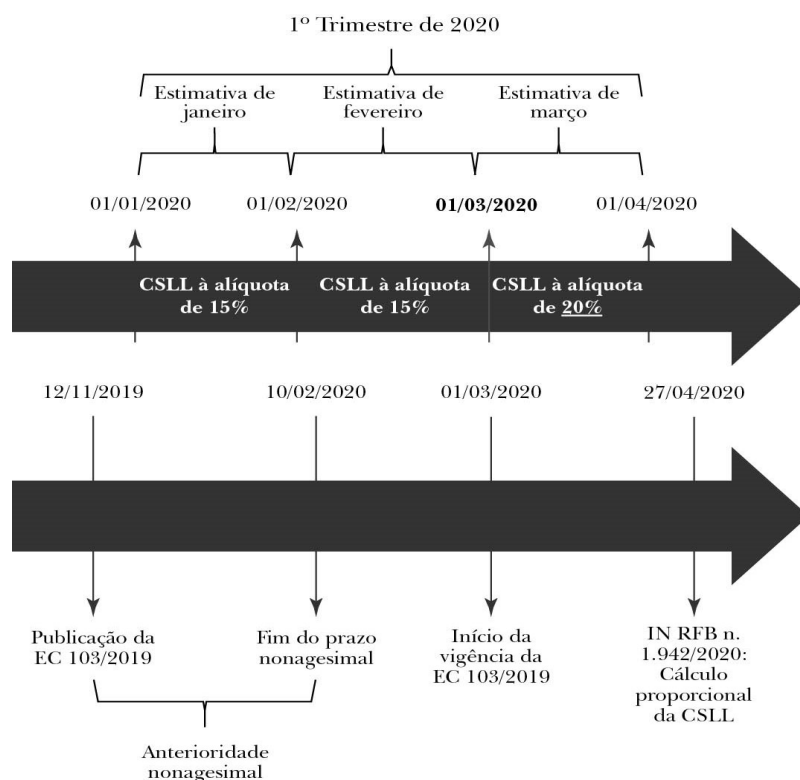 1º Trimestre de 2020
Estimativa de
janeiro
Estimativa de
fevereiro
Estimativa de
março
01/01/2020
01/02/2020
01/03/2020
01/04/2020
CSLL à alíquota
de 15%
CSLL à alíquota
de 15%
CSLL à alíquota
de 20%
12/11/2019
10/02/2020
01/03/2020
27/04/2020
Publicação da
EC 103/2019
Fim do prazo
nonagesimal
Início da
vigência da
EC 103/2019
IN RFB n.
1.942/2020:
Cálculo
proporcional
da CSLL
Anterioridade
nonagesimal